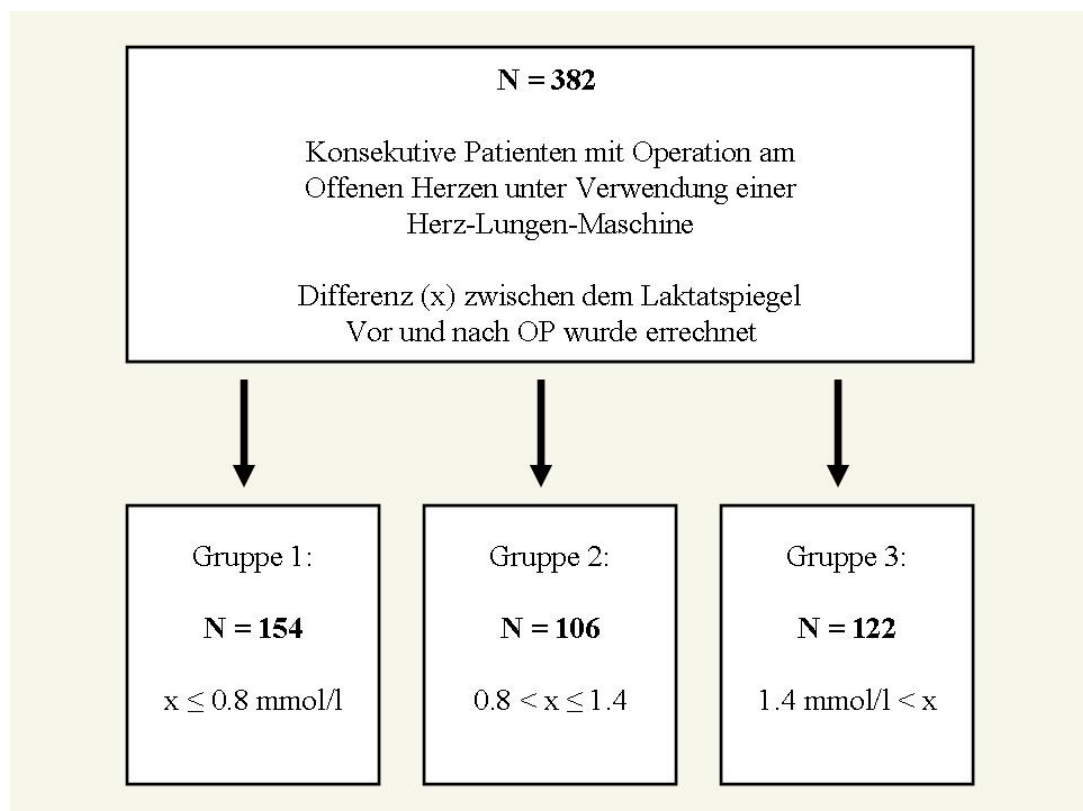 N = 382
Konsekutive Patienten mit Operation am
Offenen Herzen unter Verwendung einer
Herz-Lungen-Maschine
Differenz (x) zwischen dem Laktatspiegel
Vor und nach OP wurde errechnet
Gruppe 1:
N = 154
x ≤ 0.8 mmol/l
Gruppe 2:
N = 106
0.8 < x ≤ 1.4
Gruppe 3:
N = 122
1.4 mmol/l < x